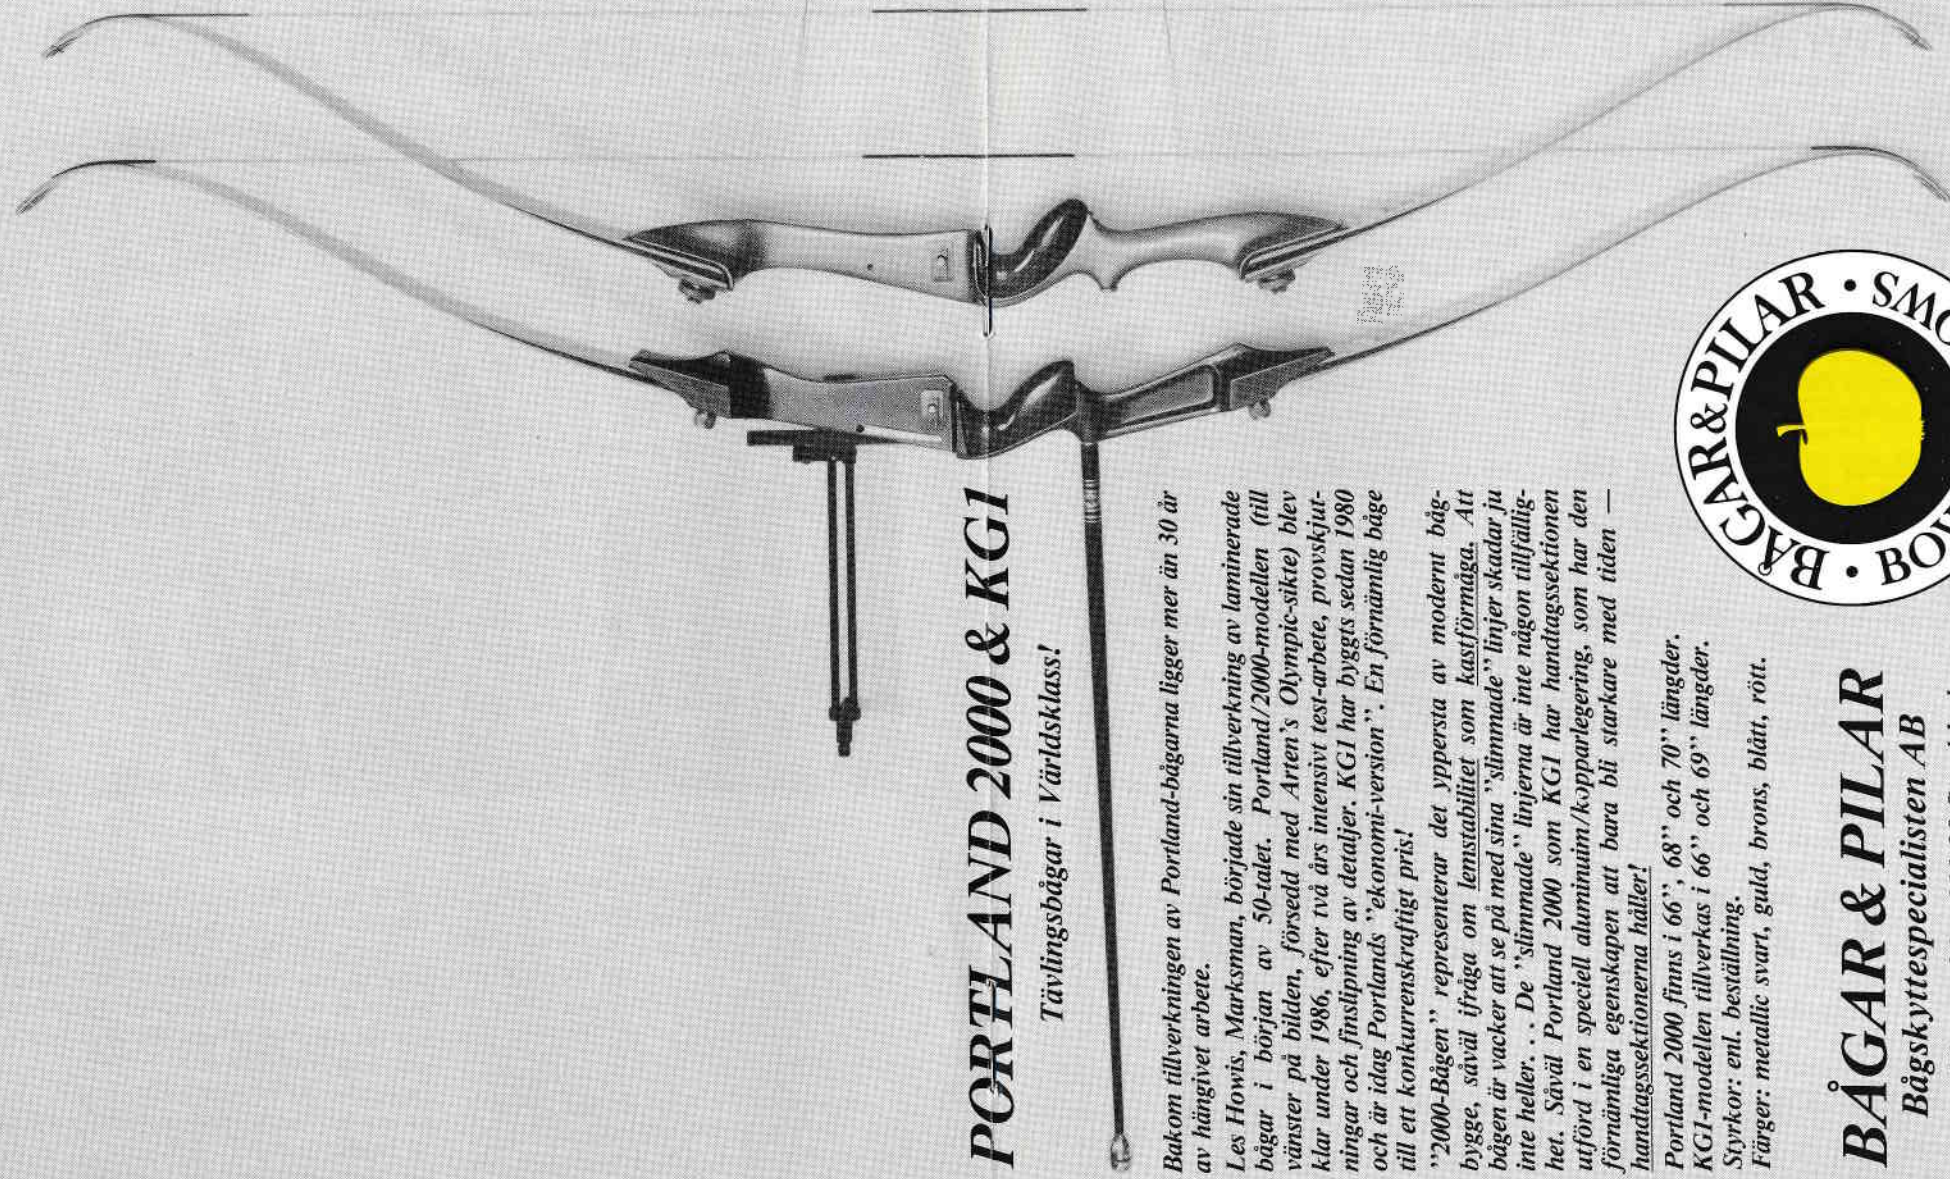 PORTLAND 2000 & KG1
Tävlingsbågar i Världsklass!
Bakom tillverkningen av Portland-bågarna ligger mer än 30 år
av hängivet arbete.
Les Howis, Marksman, började sin tillverkning av laminerade
bågar i början av 50-talet. Portland/2000-modellen (till
vänster på bilden, försedd med Arten's Olympic-sikte) blev
klar under 1986, efter två års intensivt test-arbete, provskjut-
ningar och finslipning av detaljer. KG1 har byggts sedan 1980
och är idag Portlands ''ekonomi-version''. En förnämlig båge
till ett konkurrenskraftigt pris!
''2000-Bågen'' representerar det yppersta av modernt båg-
bygge, såväl ifråga om lemstabilitet som kastförmåga. Att
bågen är vacker att se på med sina ''slimmade'' linjer skadar ju
inte heller. . . De ''slimmade'' linjerna är inte någon tillfällig-
het. Såväl Portland 2000 som KG1 har handtagssektionen
utförd i en speciell aluminuium/kopparlegering, som har den
förnämliga egenskapen att bara bli starkare med tiden —
handtagssektionerna håller!
Portland 2000 finns i 66'', 68'' och 70'' längder.
KG1-modellen tillverkas i 66'' och 69'' längder.
Styrkor: enl. beställning.
Färger: metallic svart, guld, brons, blått, rött.
BÅGAR & PILAR
Bågskyttespecialisten AB
BÅGAR&PILAR